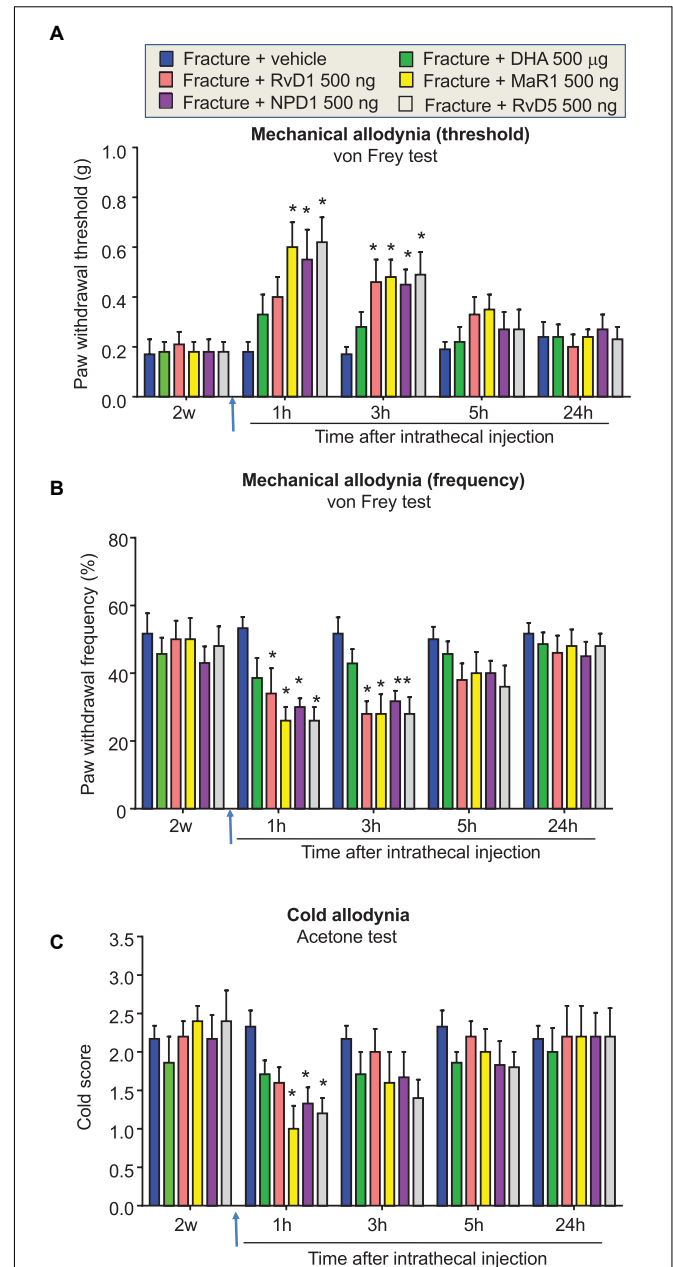 A
Fracture + vehicle
Fracture + DHA 500 μg
Fracture + RvD1 500 ng
Fracture + MaR1 500 ng
Fracture + NPD1 500 ng
Fracture + RvD5 500 ng
Mechanical allodynia (threshold)
von Frey test
Paw withdrawal threshold (g)
1.0
0.8
0.6
0.4
0.2
0.0
* * *
* * * *
2w 1h 3h 5h 24h
Time after intrathecal injection
B
Mechanical allodynia (frequency)
von Frey test
Paw withdrawal frequency (%)
80
60
40
20
0
* * * *
* * **
2w 1h 3h 5h 24h
Time after intrathecal injection
C
Cold allodynia
Acetone test
Cold score
3.5
3.0
2.5
2.0
1.5
1.0
0.5
0.0
* * *
2w 1h 3h 5h 24h
Time after intrathecal injection